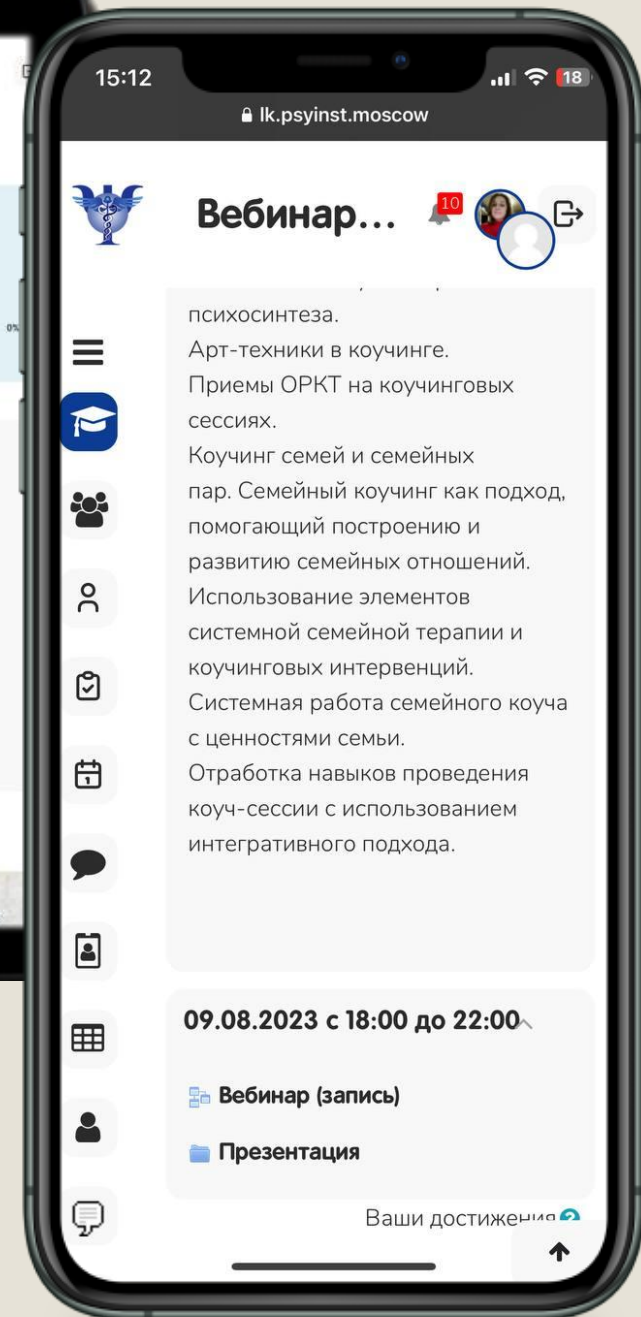 15:12
18
lk.psyinst.moscow
Вебинар...
10
0%
психосинтеза.
Арт-техники в коучинге.
Приемы ОРКТ на коучинговых
сессиях.
Коучинг семей и семейных
пар. Семейный коучинг как подход,
помогающий построению и
развитию семейных отношений.
Использование элементов
системной семейной терапии и
коучинговых интервенций.
Системная работа семейного коуча
с ценностями семьи.
Отработка навыков проведения
коуч-сессии с использованием
интегративного подхода.
09.08.2023 с 18:00 до 22:00
Вебинар (запись)
Презентация
Ваши достижения